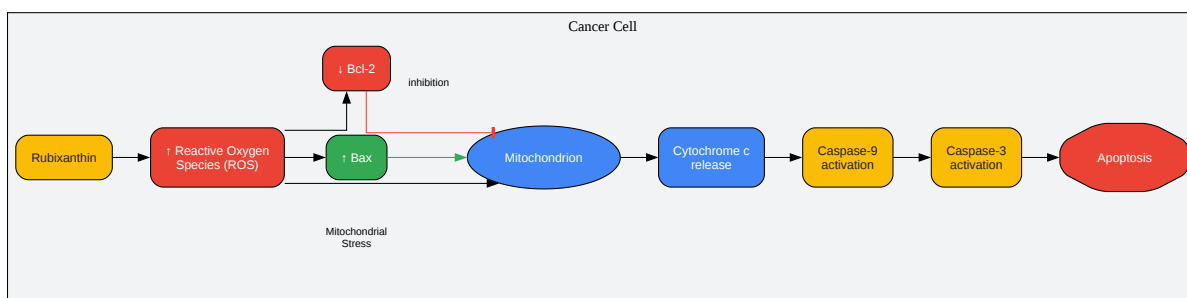 Cancer Cell
↓ Bcl-2
inhibition
Rubixanthin
↑ Reactive Oxygen
Species (ROS)
↑ Bax
Mitochondrion
Cytochrome c
release
Caspase-9
activation
Caspase-3
activation
Apoptosis
Mitochondrial
Stress